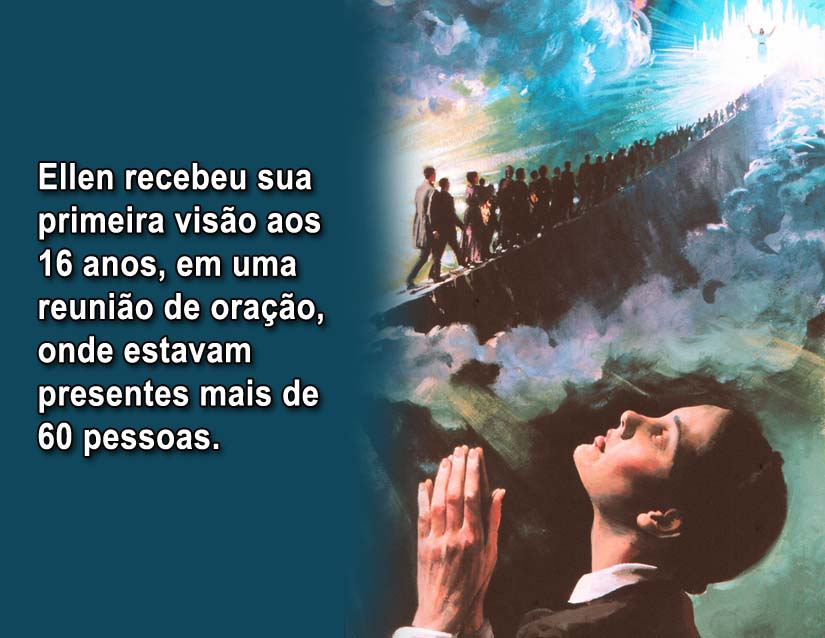 Ellen recebeu sua
primeira visão aos
16 anos, em uma
reunião de oração,
onde estavam
presentes mais de
60 pessoas.